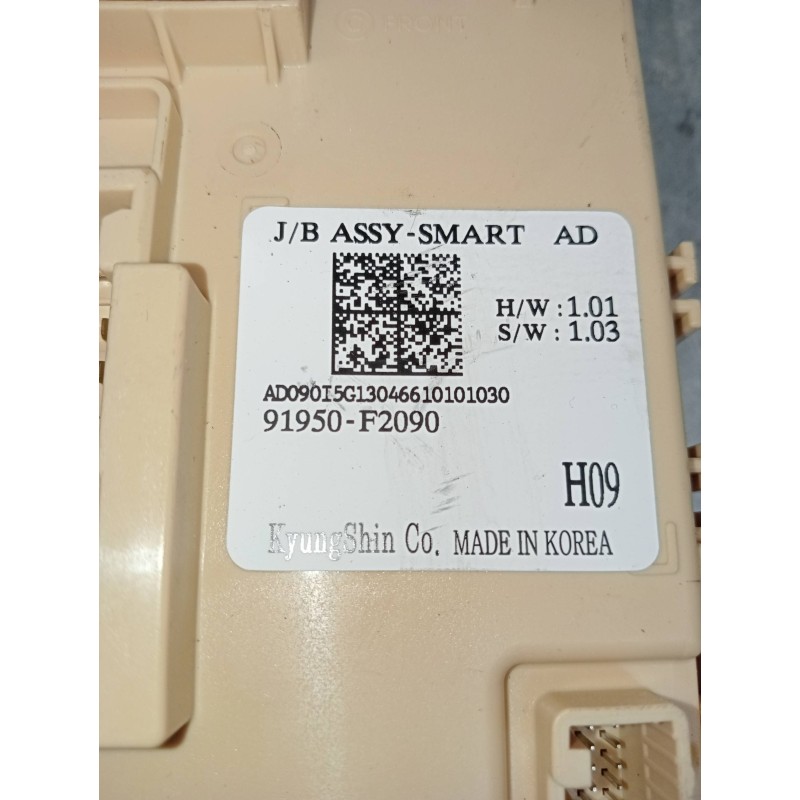 J/B ASSY-SMART AD
H/W : 1.01
S/W : 1.03
AD090I5G13046610101030
91950-F2090
H09
KyungShin Co. MADE IN KOREA